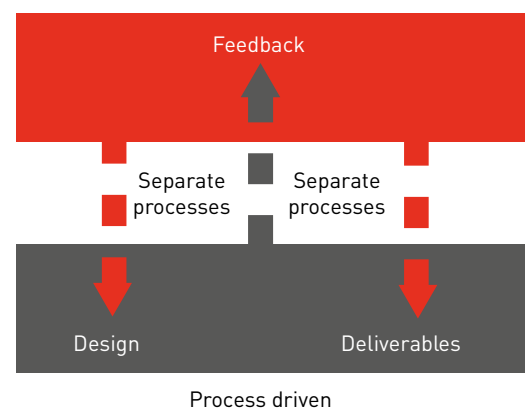 Feedback
Separate
processes
Separate
processes
Design
Deliverables
Process driven